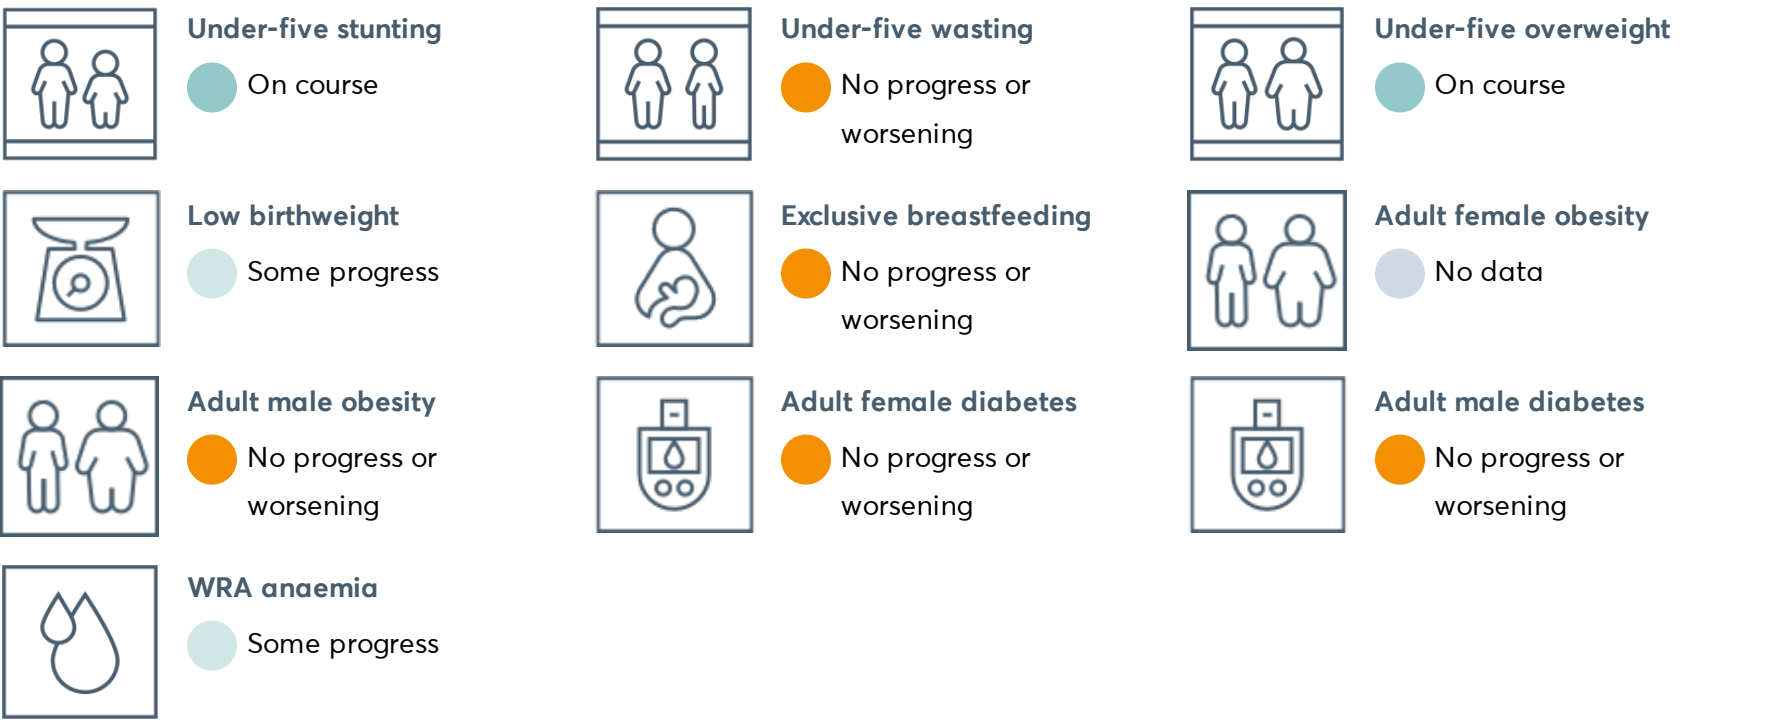 Under-five stunting
On course
Under-five wasting
No progress or
worsening
Under-five overweight
On course
Low birthweight
Some progress
Exclusive breastfeeding
No progress or
worsening
Adult female obesity
No data
Adult male obesity
No progress or
worsening
Adult female diabetes
No progress or
worsening
Adult male diabetes
No progress or
worsening
WRA anaemia
Some progress